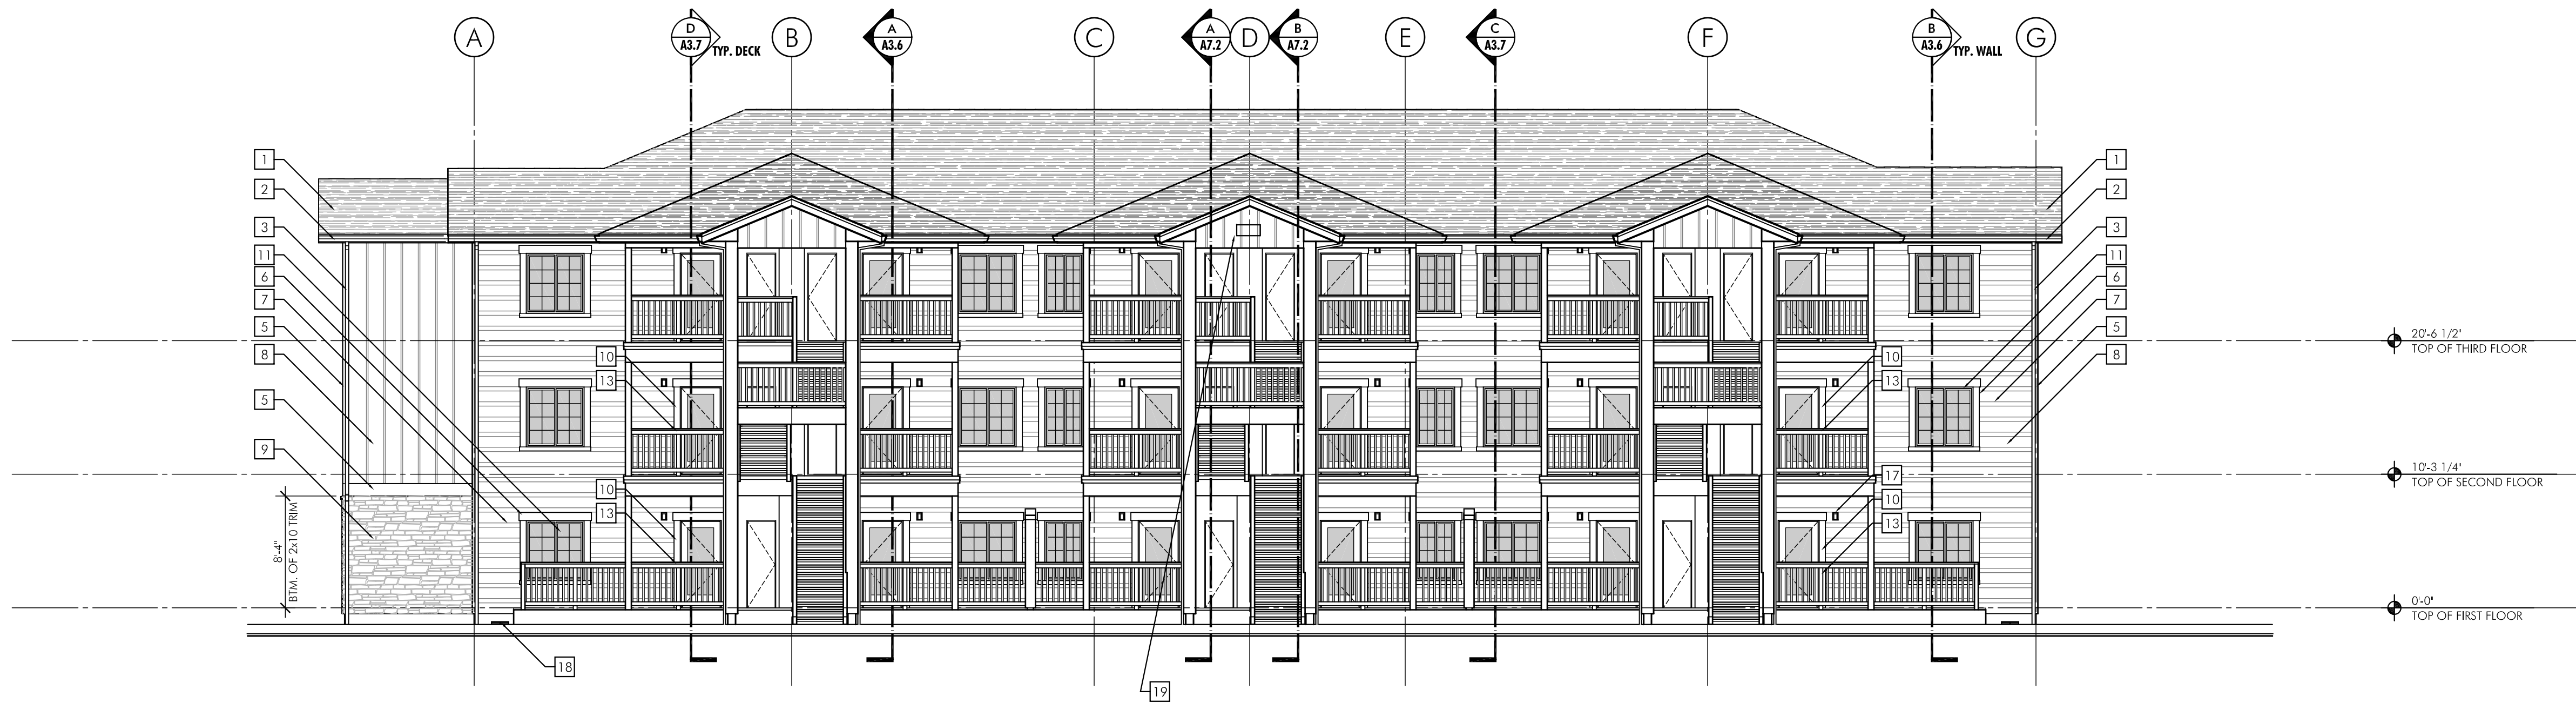 A
D
A3.7
TYP. DECK
B
A
A3.6
C
A
A7.2
D
B
A7.2
E
C
A3.7
F
B
A3.6
TYP. WALL
G
1
2
3
11
6
7
5
8
5
9
8'-4"
BTM. OF 2x10 TRIM
10
13
10
13
18
19
1
2
3
11
6
7
5
8
10
13
17
10
13
20'-6 1/2"
TOP OF THIRD FLOOR
10'-3 1/4"
TOP OF SECOND FLOOR
0'-0"
TOP OF FIRST FLOOR